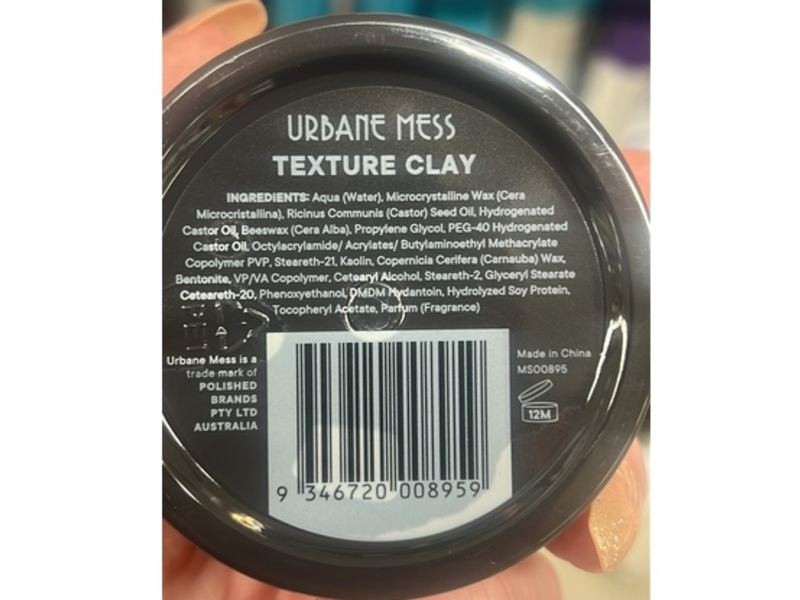 URBANE MESS
TEXTURE CLAY
INGREDIENTS: Aqua (Water), Microcrystalline Wax (Cera
Microcristallina), Ricinus Communis (Castor) Seed Oil, Hydrogenated
Castor Oil, Beeswax (Cera Alba), Propylene Glycol, PEG-40 Hydrogenated
Castor Oil, Octylacrylamide/ Acrylates/ Butylaminoethyl Methacrylate
Copolymer PVP, Steareth-21, Kaolin, Copernicia Cerifera (Carnauba) Wax,
Bentonite, VP/VA Copolymer, Cetearyl Alcohol, Steareth-2, Glyceryl Stearate
Ceteareth-20, Phenoxyethanol, DMDM Hydantoin, Hydrolyzed Soy Protein,
Tocopheryl Acetate, Parfum (Fragrance)
Urbane Mess is a
trade mark of
POLISHED
BRANDS
PTY LTD
AUSTRALIA
Made in China
MS00895
12M
9 346720 008959